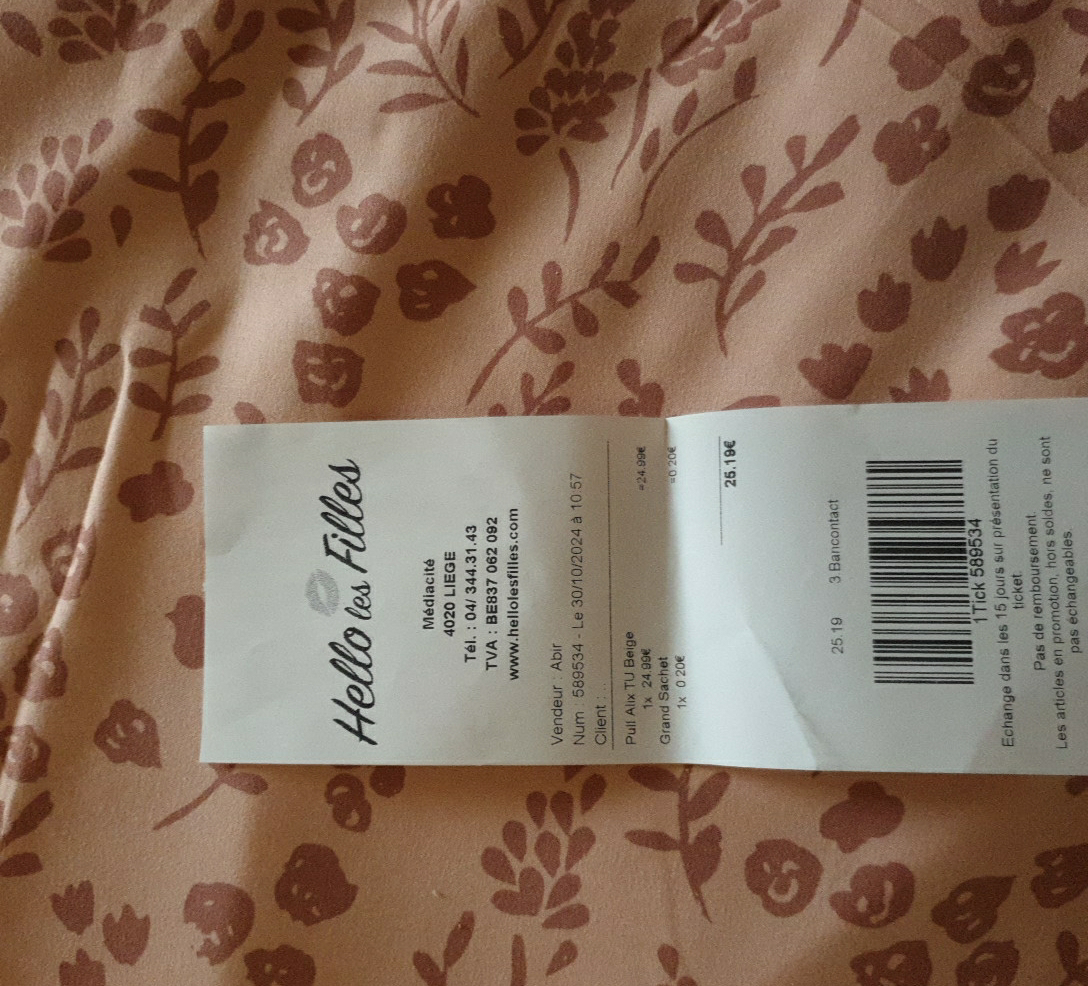 Hello les Filles
Médiacité
4020 LIEGE
Tél. : 04/ 344.31.43
TVA : BE837 062 092
www.hellolesfilles.com
Vendeur : Abir
Num : 589534 - Le 30/10/2024 à 10:57
Client :
Pull Alix TU Beige
1x 24.99€ =24.99€
Grand Sachet
1x 0.20€ =0.20€
25.19€
25.19 3 Bancontact
1Tick 589534
Echange dans les 15 jours sur présentation du
ticket.
Pas de remboursement.
Les articles en promotion, hors soldes, ne sont
pas échangeables.